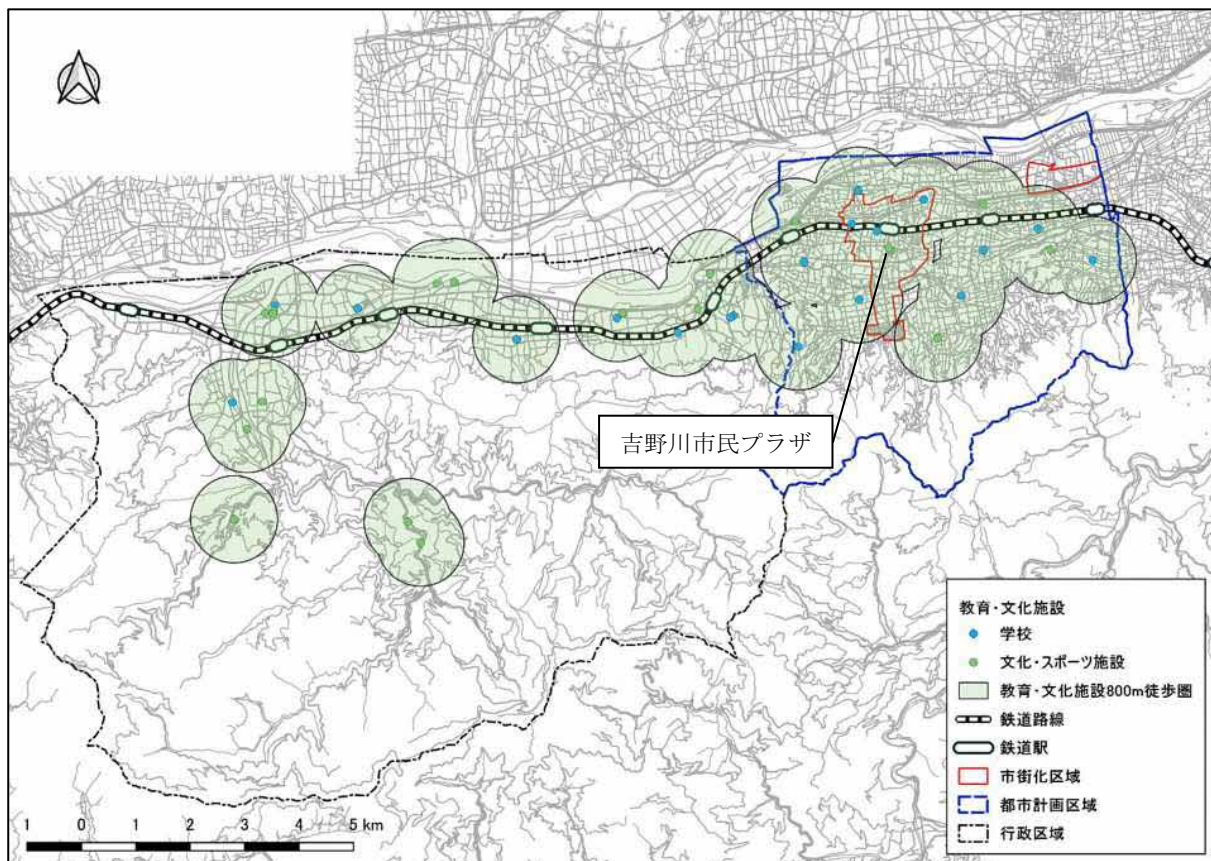 吉野川市民プラザ
教育・文化施設
学校
文化・スポーツ施設
教育・文化施設800m徒歩圏
鉄道路線
鉄道駅
市街化区域
都市計画区域
行政区域
1 0 1 2 3 4 5 km